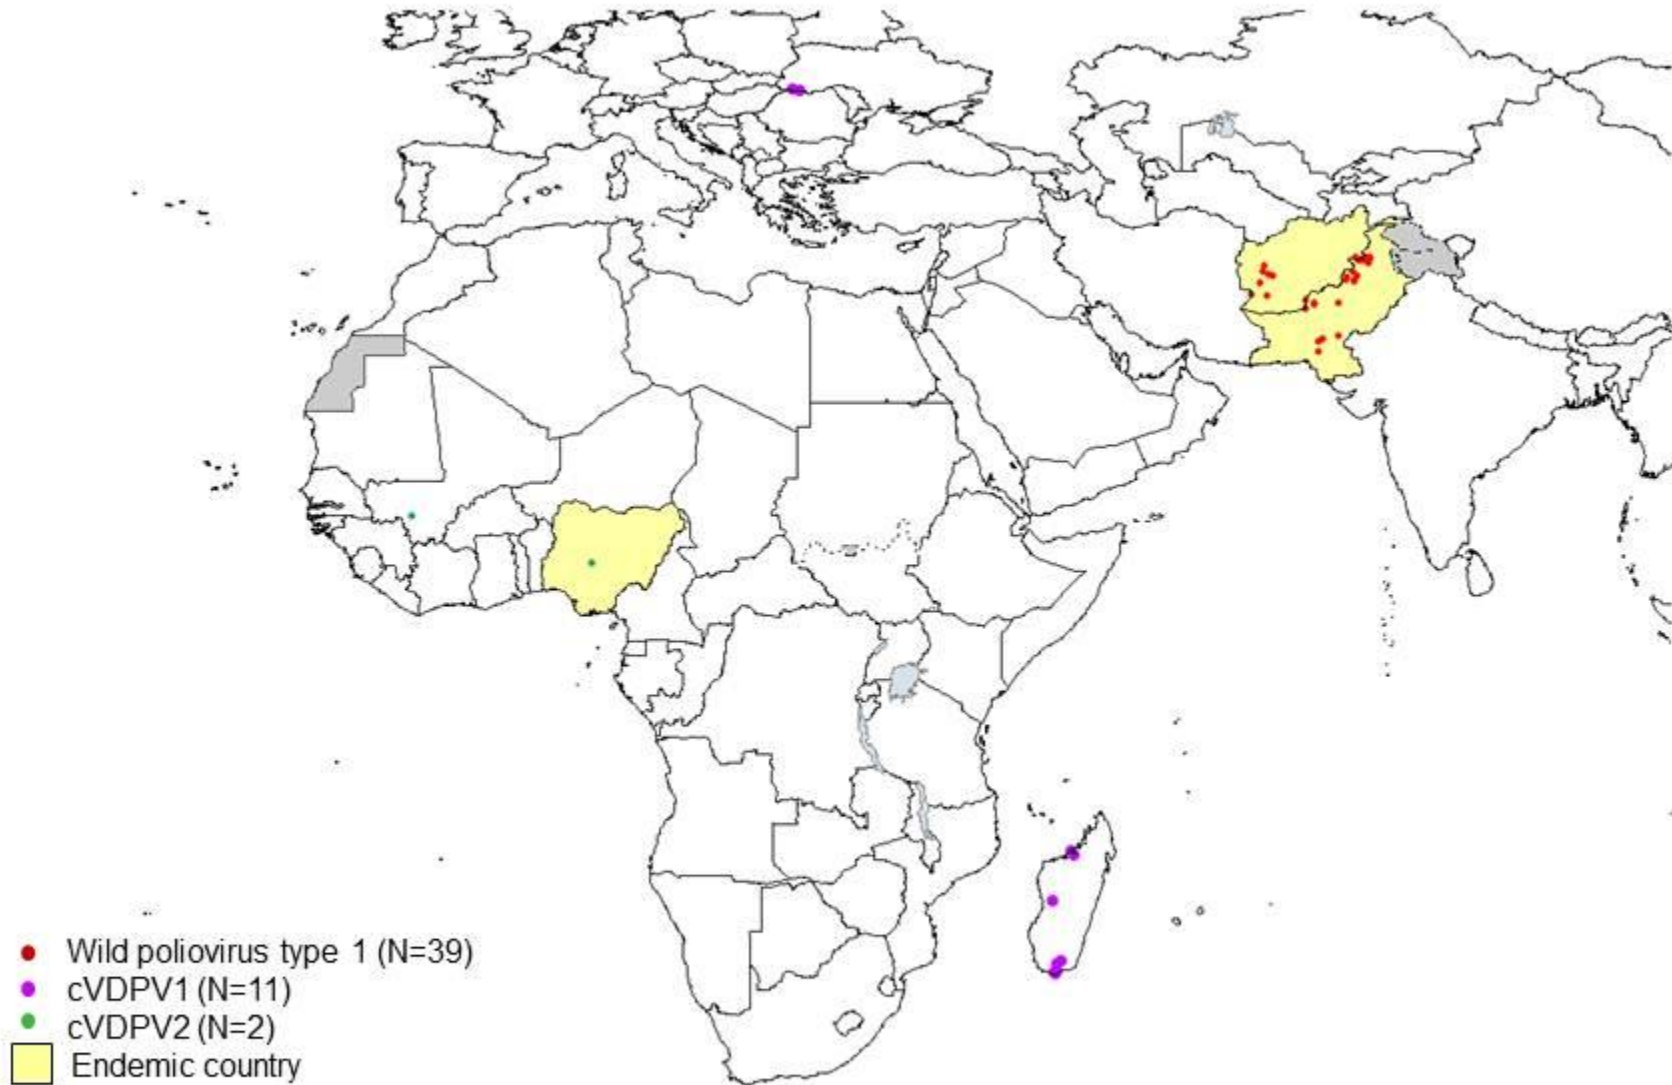 Wild poliovirus type 1 (N=39)
cVDPV1 (N=11)
cVDPV2 (N=2)
Endemic country